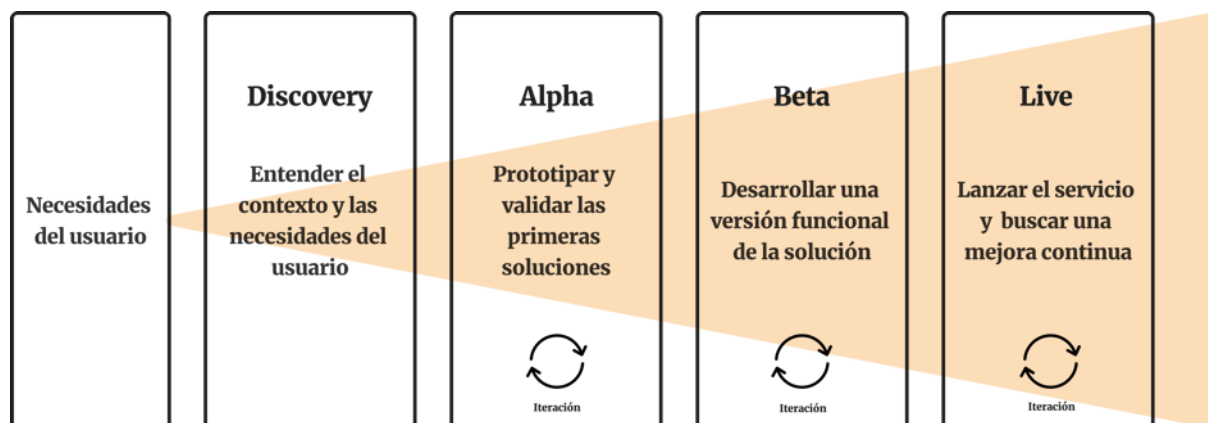 Necesidades
del usuario
Discovery
Entender el
contexto y las
necesidades del
usuario
Alpha
Prototipar y
validar las
primeras
soluciones
Iteración
Beta
Desarrollar una
versión funcional
de la solución
Iteración
Live
Lanzar el servicio
y buscar una
mejora continua
Iteración